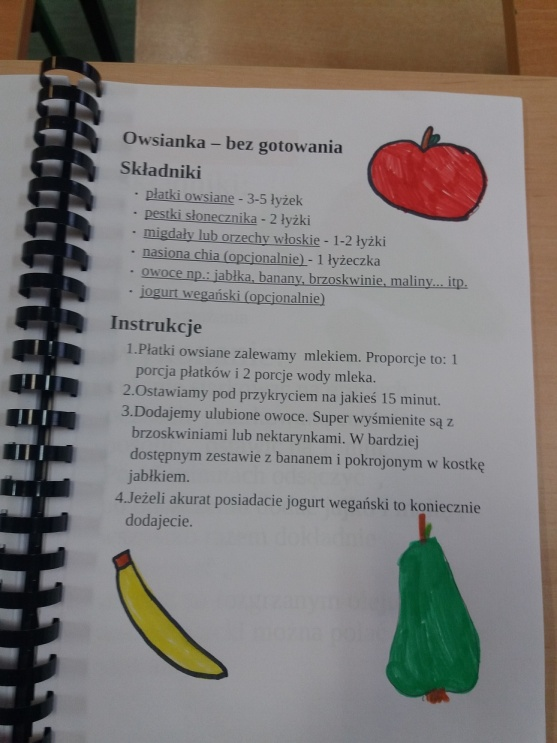 Owsianka – bez gotowania
Składniki
· płatki owsiane - 3-5 łyżek
· pestki słonecznika - 2 łyżki
· migdały lub orzechy włoskie - 1-2 łyżki
· nasiona chia (opcjonalnie) - 1 łyżeczka
· owoce np.: jabłka, banany, brzoskwinie, maliny... itp.
· jogurt wegański (opcjonalnie)
Instrukcje
1.Płatki owsiane zalewamy mlekiem. Proporcje to: 1
porcja płatków i 2 porcje wody mleka.
2.Ostawiamy pod przykryciem na jakieś 15 minut.
3.Dodajemy ulubione owoce. Super wyśmienite są z
brzoskwiniami lub nektarynkami. W bardziej
dostępnym zestawie z bananem i pokrojonym w kostkę
jabłkiem.
4.Jeżeli akurat posiadacie jogurt wegański to koniecznie
dodajecie.